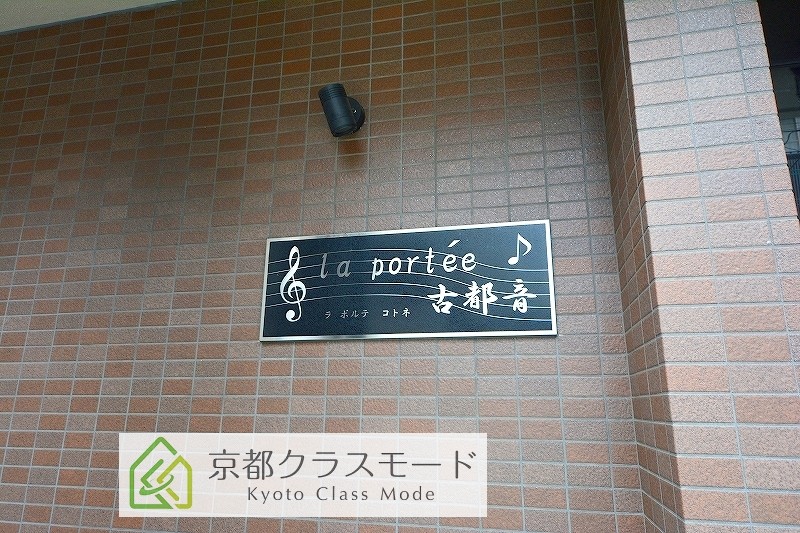 la portée
古都音
ラ ポルテ コトネ
京都クラスモード
Kyoto Class Mode